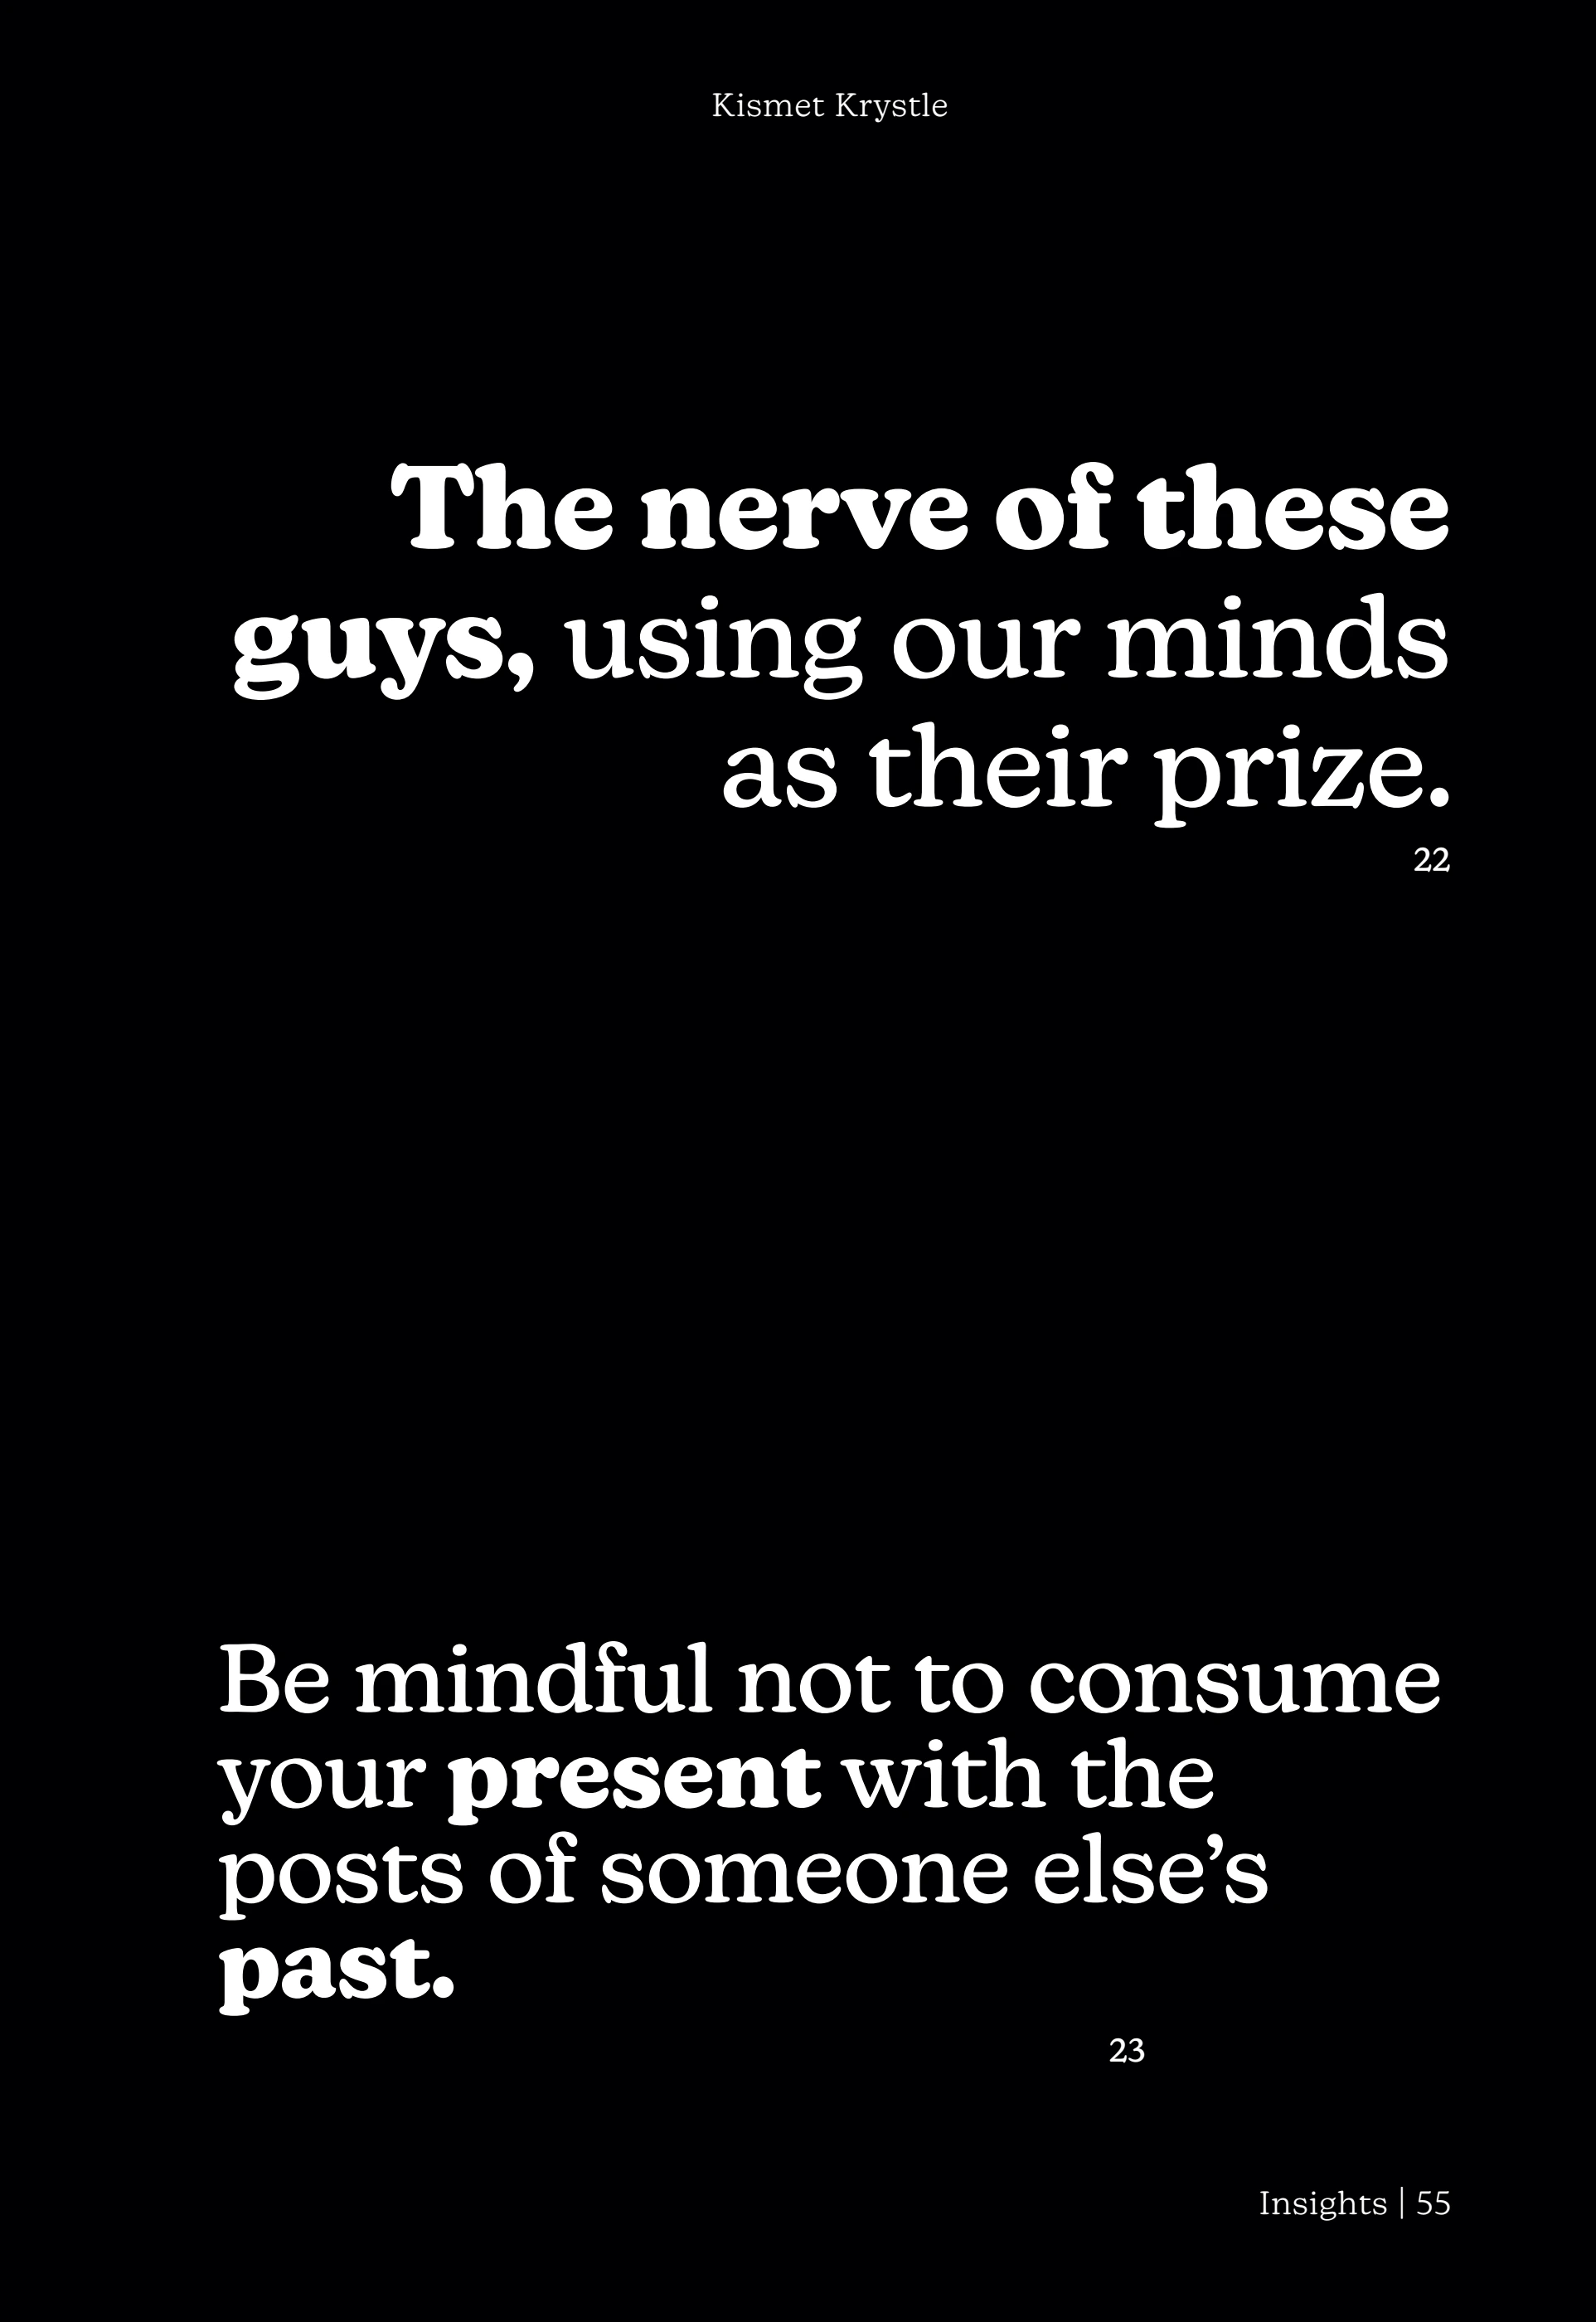 Kismet Krystle
The nerve of these
guys, using our minds
as their prize.
22
Be mindful not to consume
your present with the
posts of someone else’s
past.
23
Insights | 55